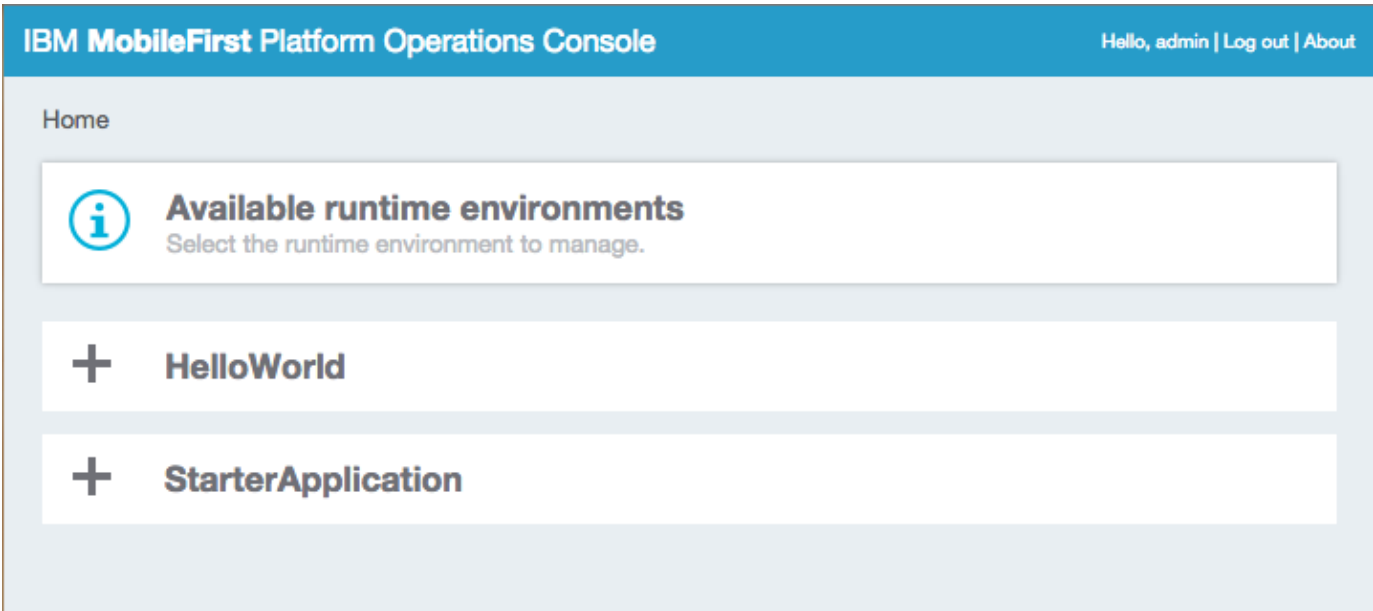 IBM MobileFirst Platform Operations Console
Hello, admin | Log out | About
Home
Available runtime environments
Select the runtime environment to manage.
HelloWorld
StarterApplication